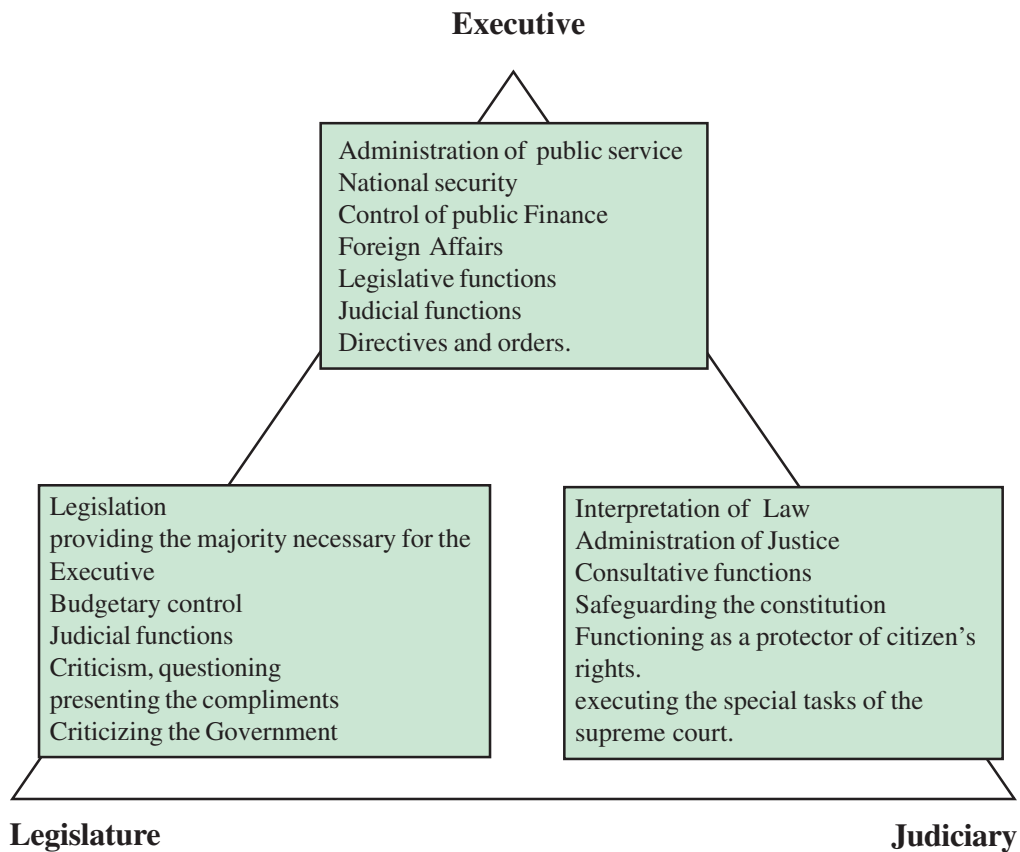 Executive
Administration of public service
National security
Control of public Finance
Foreign Affairs
Legislative functions
Judicial functions
Directives and orders.
Legislation
providing the majority necessary for the
Executive
Budgetary control
Judicial functions
Criticism, questioning
presenting the compliments
Criticizing the Government
Interpretation of Law
Administration of Justice
Consultative functions
Safeguarding the constitution
Functioning as a protector of citizen’s
rights.
executing the special tasks of the
supreme court.
Legislature
Judiciary